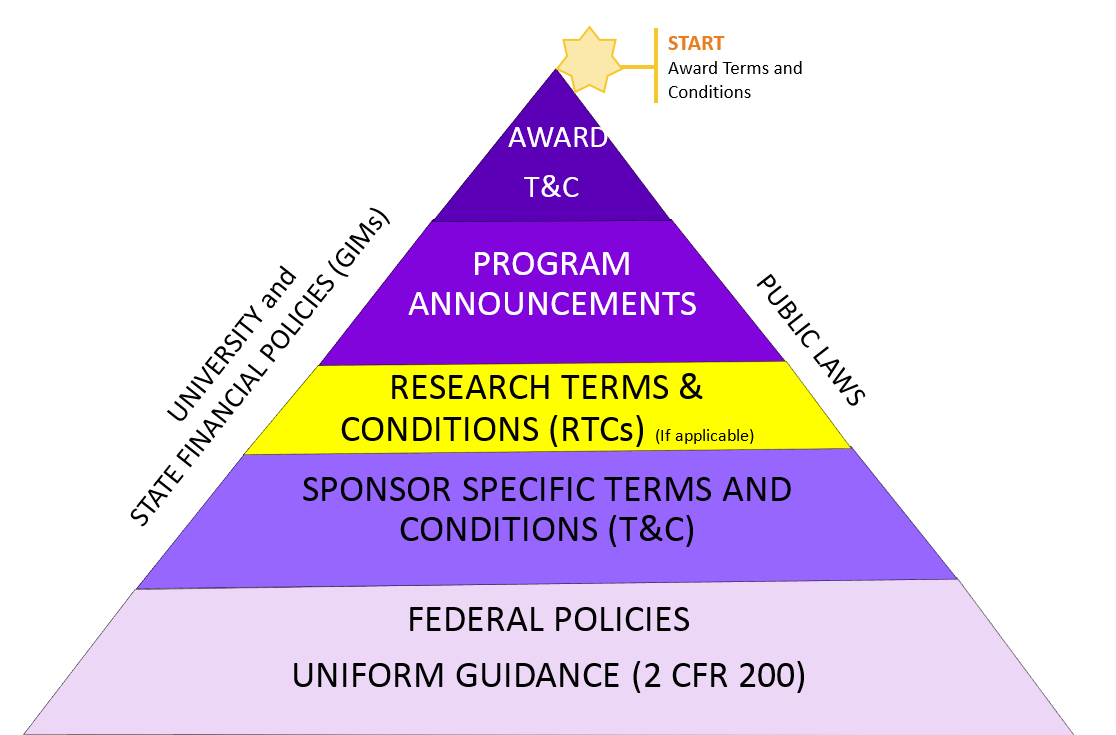 START
Award Terms and
Conditions
AWARD
T&C
PROGRAM
ANNOUNCEMENTS
RESEARCH TERMS &
CONDITIONS (RTCs) (If applicable)
SPONSOR SPECIFIC TERMS AND
CONDITIONS (T&C)
FEDERAL POLICIES
UNIFORM GUIDANCE (2 CFR 200)
UNIVERSITY and
STATE FINANCIAL POLICIES (GIMs)
PUBLIC LAWS